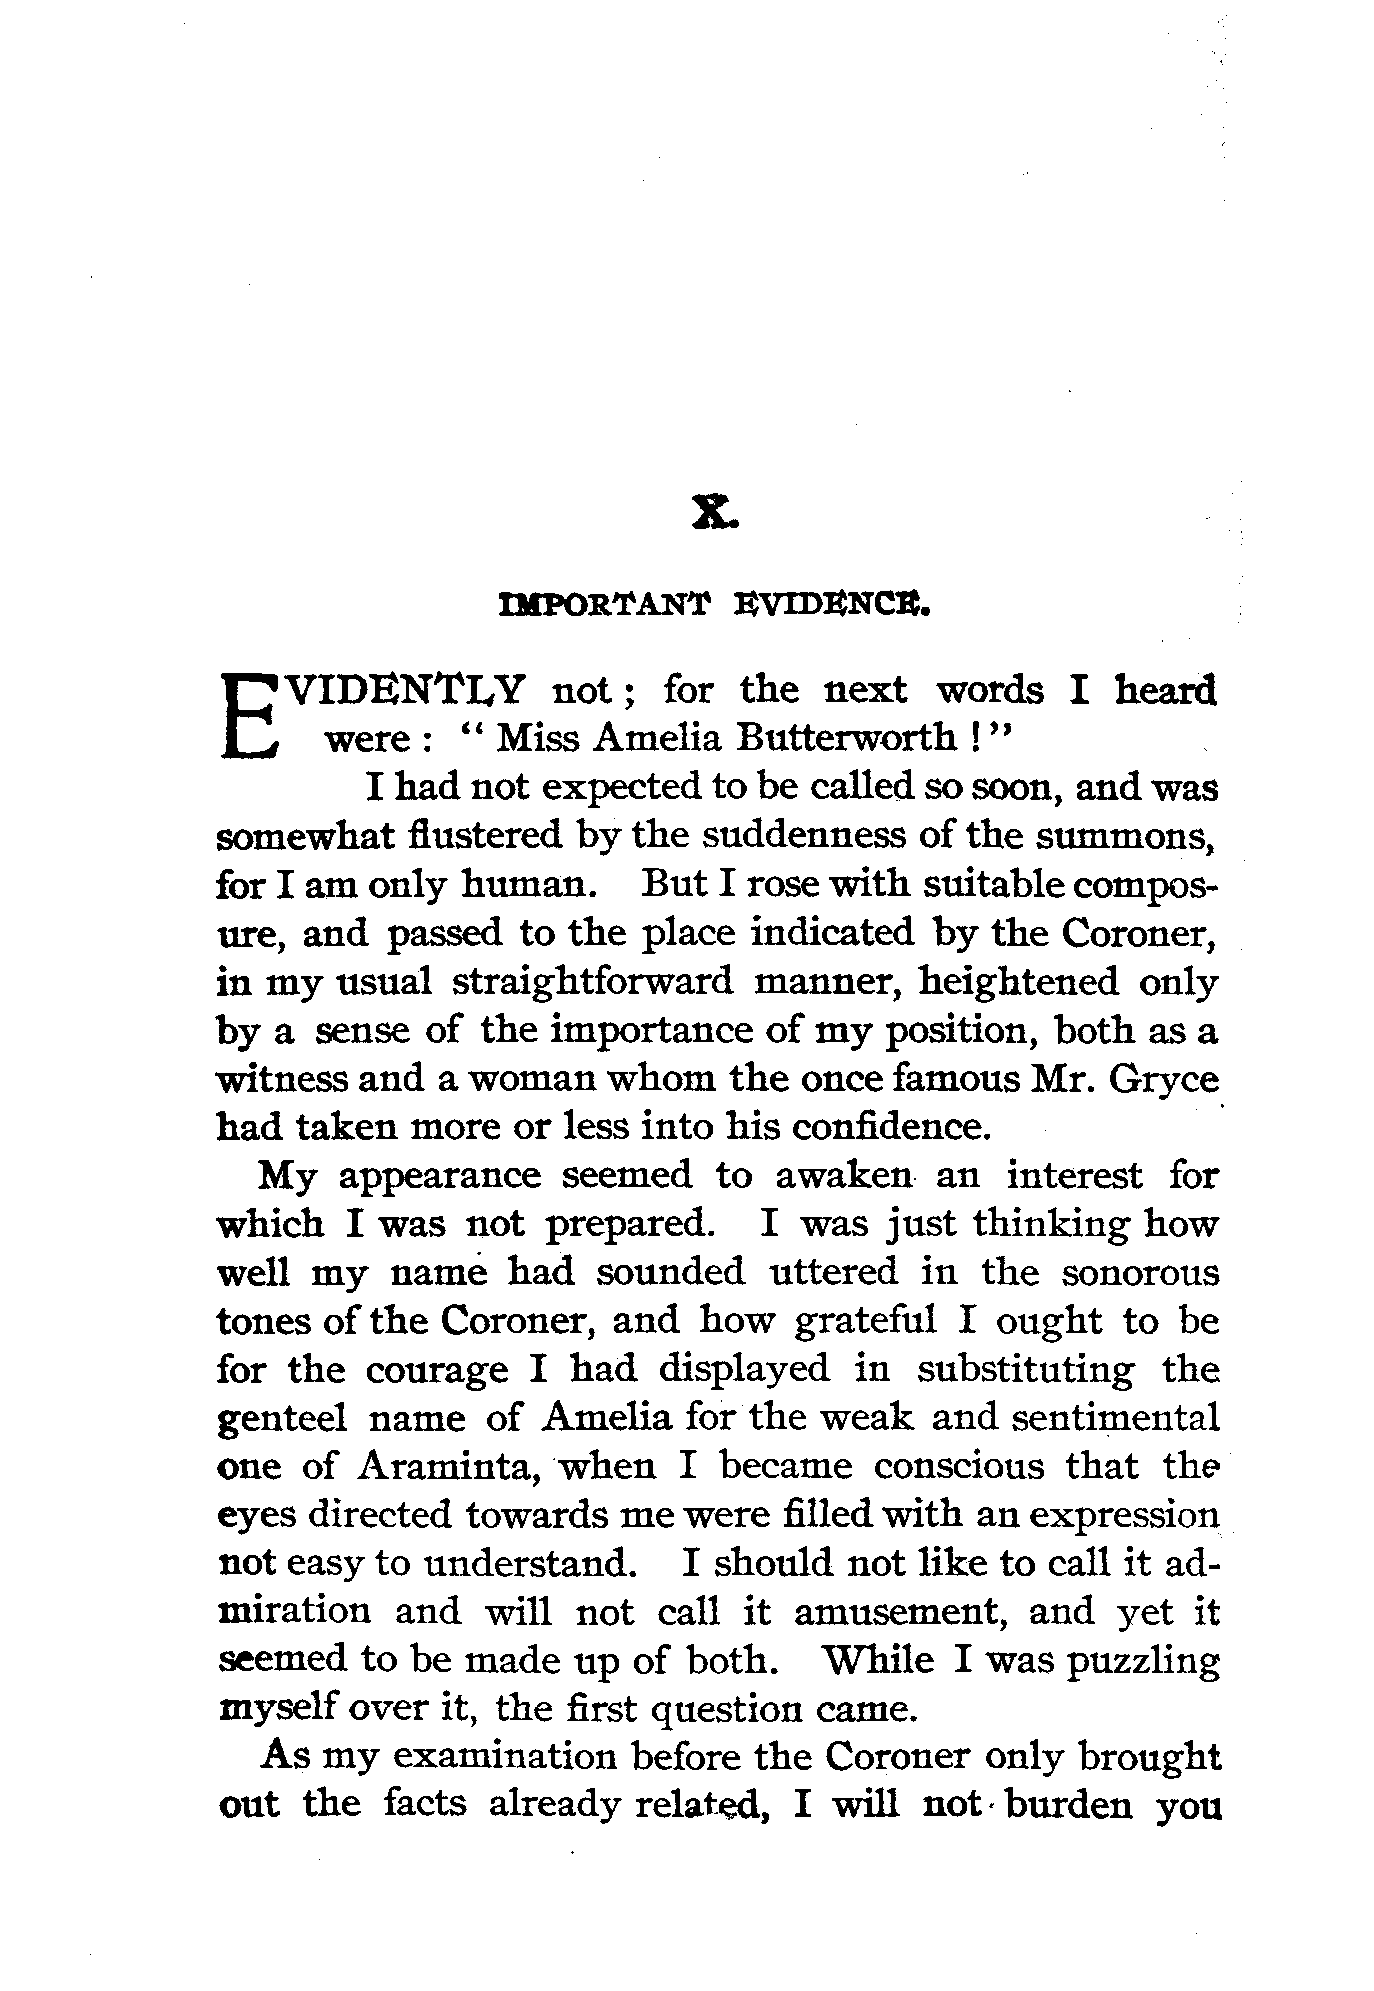 X.
IMPORTANT EVIDENCE.
EVIDENTLY not; for the next words I heard
were: "Miss Amelia Butterworth!"
I had not expected to be called so soon, and was
somewhat flustered by the suddenness of the summons,
for I am only human. But I rose with suitable compos-
ure, and passed to the place indicated by the Coroner,
in my usual straightforward manner, heightened only
by a sense of the importance of my position, both as a
witness and a woman whom the once famous Mr. Gryce
had taken more or less into his confidence.
My appearance seemed to awaken an interest for
which I was not prepared. I was just thinking how
well my name had sounded uttered in the sonorous
tones of the Coroner, and how grateful I ought to be
for the courage I had displayed in substituting the
genteel name of Amelia for the weak and sentimental
one of Araminta, when I became conscious that the
eyes directed towards me were filled with an expression
not easy to understand. I should not like to call it ad-
miration and will not call it amusement, and yet it
seemed to be made up of both. While I was puzzling
myself over it, the first question came.
As my examination before the Coroner only brought
out the facts already related, I will not burden you